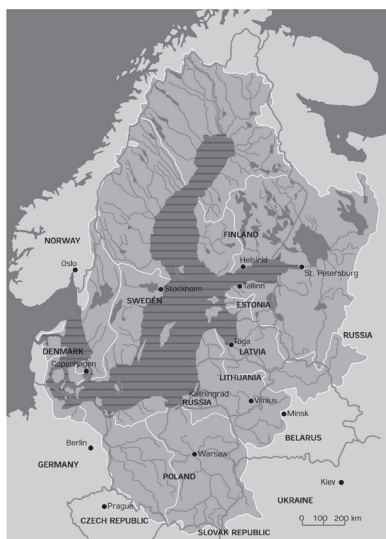 FINLAND
NORWAY
Helsinki
Oslo
St. Petersburg
Stockholm
Tallinn
SWEDEN
ESTONIA
RUSSIA
Riga
DENMARK
LATVIA
Copenhagen
LITHUANIA
Kaliningrad
RUSSIA
Vilnius
Minsk
BELARUS
Berlin
Warsaw
GERMANY
POLAND
Kiev
UKRAINE
Prague
CZECH REPUBLIC
0 100 200 km
SLOVAK REPUBLIC